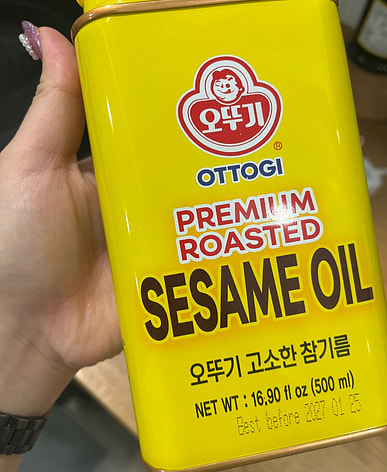 오뚜기
®
OTTOGI
PREMIUM
ROASTED
SESAME OIL
오뚜기 고소한 참기름
NET WT : 16.90 fl oz (500 ml)
Best before 2027 01 25